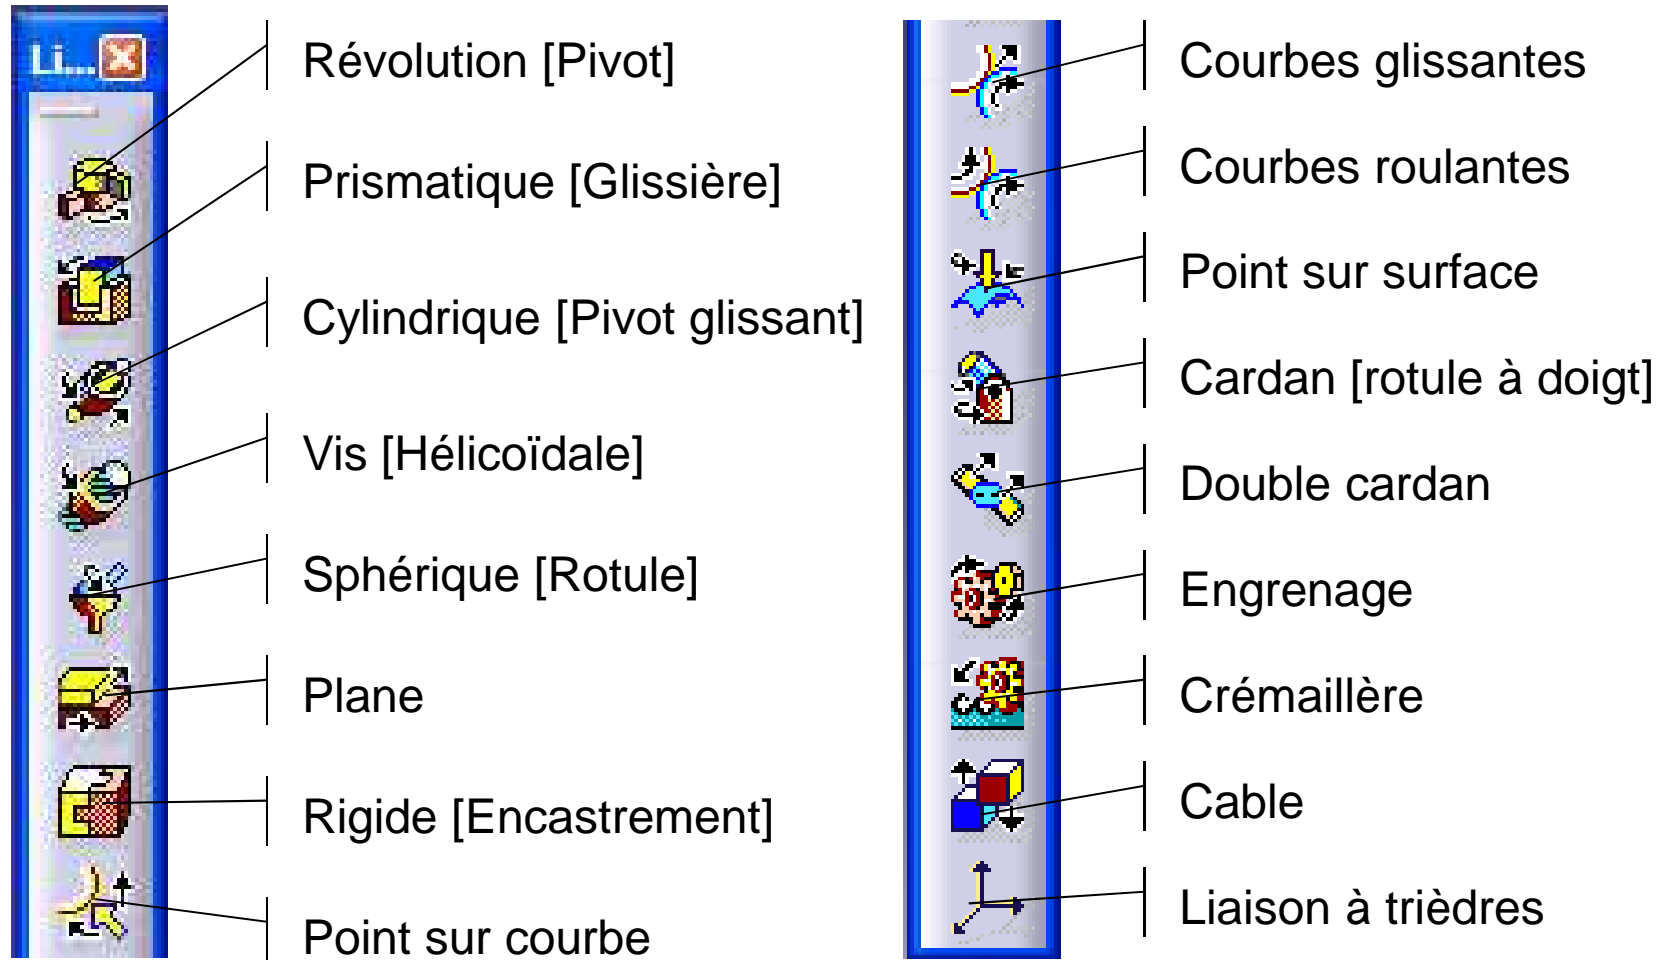 Li...
Révolution [Pivot]
Prismatique [Glissière]
Cylindrique [Pivot glissant]
Vis [Hélicoïdale]
Sphérique [Rotule]
Plane
Rigide [Encastrement]
Point sur courbe
Courbes glissantes
Courbes roulantes
Point sur surface
Cardan [rotule à doigt]
Double cardan
Engrenage
Crémaillère
Cable
Liaison à trièdres